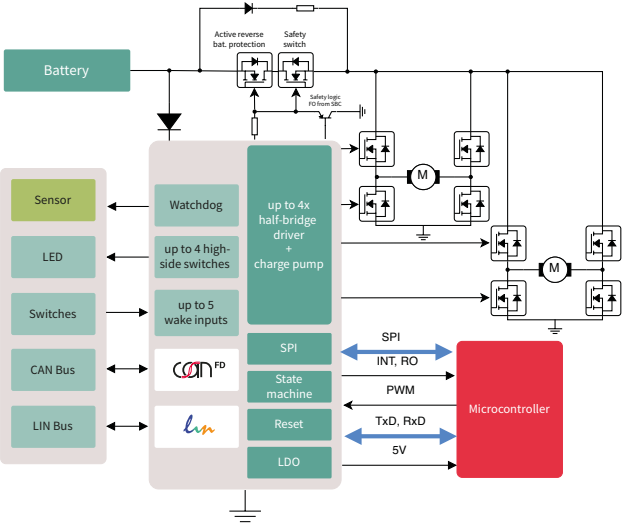 Active reverse
bat. protection
Safety
switch
Battery
Safety logic
FO from SBC
Sensor
LED
Switches
CAN Bus
LIN Bus
Watchdog
up to 4 high-
side switches
up to 5
wake inputs
CAN FD
lin
up to 4x
half-bridge
driver
+
charge pump
SPI
State
machine
Reset
LDO
M
M
SPI
INT, RO
PWM
TxD, RxD
5V
Microcontroller